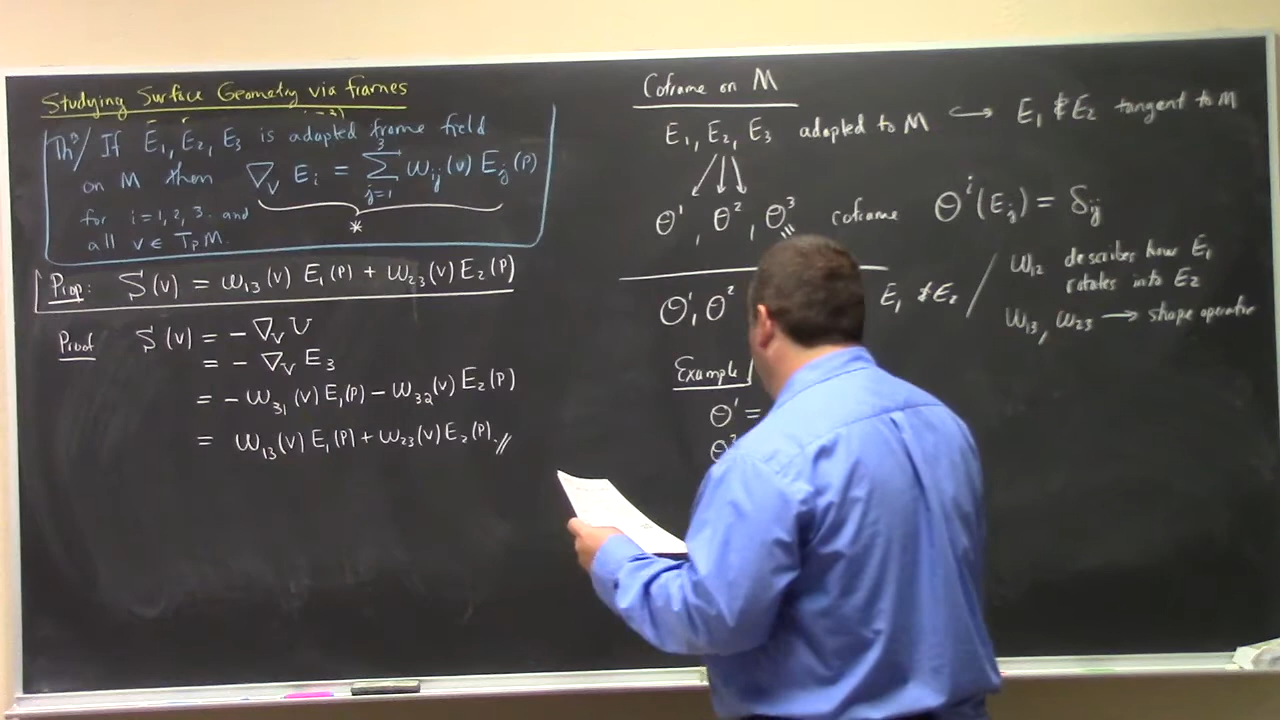 Studying Surface Geometry via frames
Th³/ If E₁, E₂, E₃ is adapted frame field
on M then ∇ᵥ Eᵢ = Σ³ⱼ₌₁ ωᵢⱼ(v) Eⱼ(p)
for i = 1, 2, 3. and
all v ∈ TₚM.
*
Prop: S(v) = ω₁₃(v) E₁(p) + ω₂₃(v) E₂(p)
Proof S(v) = − ∇ᵥ U
= − ∇ᵥ E₃
= − ω₃₁(v) E₁(p) − ω₃₂(v) E₂(p)
= ω₁₃(v) E₁(p) + ω₂₃(v) E₂(p). //
Coframe on M
E₁, E₂, E₃ adapted to M ↪ E₁ & E₂ tangent to M
θ¹, θ², θ³ coframe θⁱ(Eⱼ) = δᵢⱼ
θ¹, θ²
E₁ & E₂ /
ω₁₂ describes how E₁
rotates into E₂
ω₁₃, ω₂₃ → shape operator
Example
θ¹ =